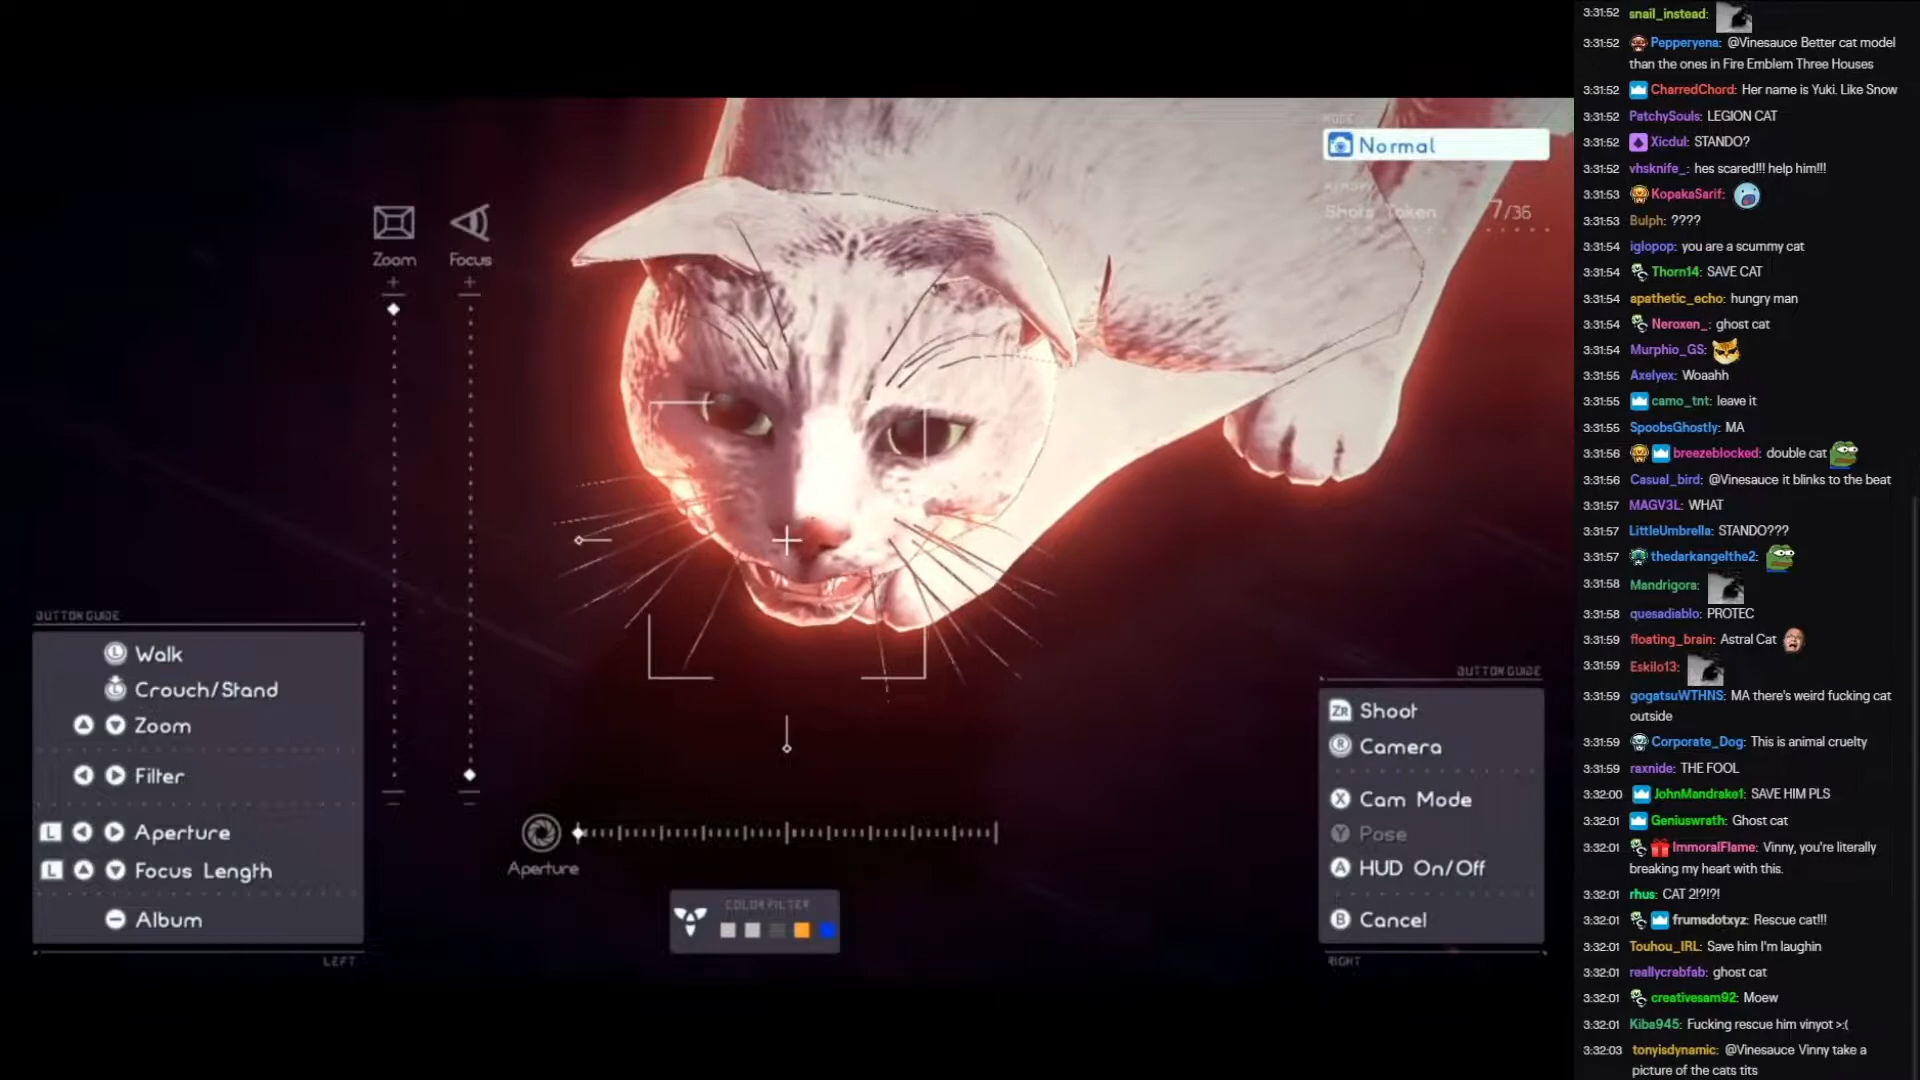 MODE
Normal
MEMORY
Shots Taken 7/36
Zoom
Focus
BUTTON GUIDE
L Walk
L Crouch/Stand
Zoom
Filter
L Aperture
L Focus Length
Album
LEFT
Aperture
COLOR FILTER
BUTTON GUIDE
ZR Shoot
R Camera
X Cam Mode
Y Pose
A HUD On/Off
B Cancel
RIGHT
3:31:52 snail_instead:
3:31:52 Pepperyena: @Vinesauce Better cat model
than the ones in Fire Emblem Three Houses
3:31:52 CharredChord: Her name is Yuki. Like Snow
3:31:52 PatchySouls: LEGION CAT
3:31:52 Xicdul: STANDO?
3:31:52 vhsknife_: hes scared!!! help him!!!
3:31:53 KopakaSarif:
3:31:53 Bulph: ????
3:31:54 iglopop: you are a scummy cat
3:31:54 Thorn14: SAVE CAT
3:31:54 apathetic_echo: hungry man
3:31:54 Neroxen_: ghost cat
3:31:54 Murphio_GS:
3:31:55 Axelyex: Woaahh
3:31:55 camo_tnt: leave it
3:31:55 SpoobsGhostly: MA
3:31:56 breezeblocked: double cat
3:31:56 Casual_bird: @Vinesauce it blinks to the beat
3:31:57 MAGV3L: WHAT
3:31:57 LittleUmbrella: STANDO???
3:31:57 thedarkangelthe2:
3:31:58 Mandrigora:
3:31:58 quesadiablo: PROTEC
3:31:59 floating_brain: Astral Cat
3:31:59 Eskilo13:
3:31:59 gogatsuWTHNS: MA there's weird fucking cat
outside
3:31:59 Corporate_Dog: This is animal cruelty
3:31:59 raxnide: THE FOOL
3:32:00 JohnMandrake1: SAVE HIM PLS
3:32:01 Geniuswrath: Ghost cat
3:32:01 ImmoralFlame: Vinny, you're literally
breaking my heart with this.
3:32:01 rhus: CAT 2!?!?!
3:32:01 frumsdotxyz: Rescue cat!!!
3:32:01 Touhou_IRL: Save him I'm laughin
3:32:01 reallycrabfab: ghost cat
3:32:01 creativesam92: Moew
3:32:01 Kiba945: Fucking rescue him vinyot >:(
3:32:03 tonyisdynamic: @Vinesauce Vinny take a
picture of the cats tits